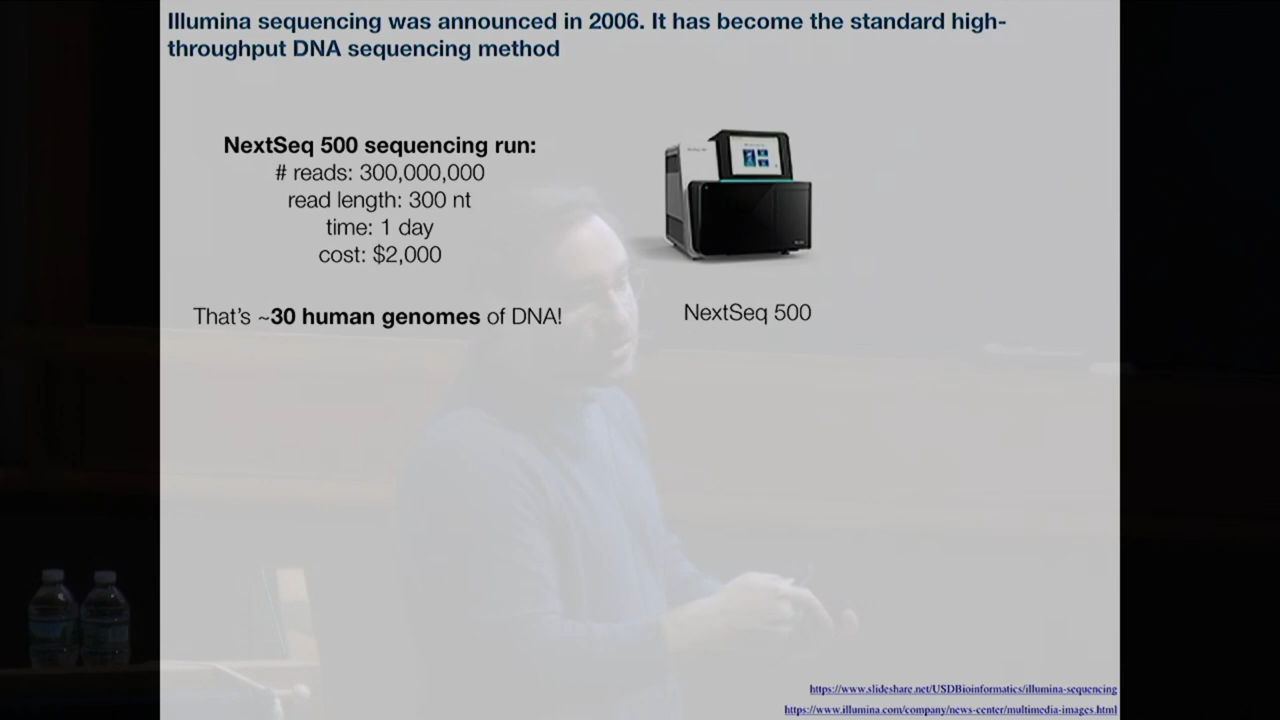 Illumina sequencing was announced in 2006. It has become the standard high-
throughput DNA sequencing method
NextSeq 500 sequencing run:
# reads: 300,000,000
read length: 300 nt
time: 1 day
cost: $2,000
That's ~30 human genomes of DNA!
NextSeq 500
https://www.slideshare.net/USDBioinformatics/illumina-sequencing
https://www.illumina.com/company/news-center/multimedia-images.html